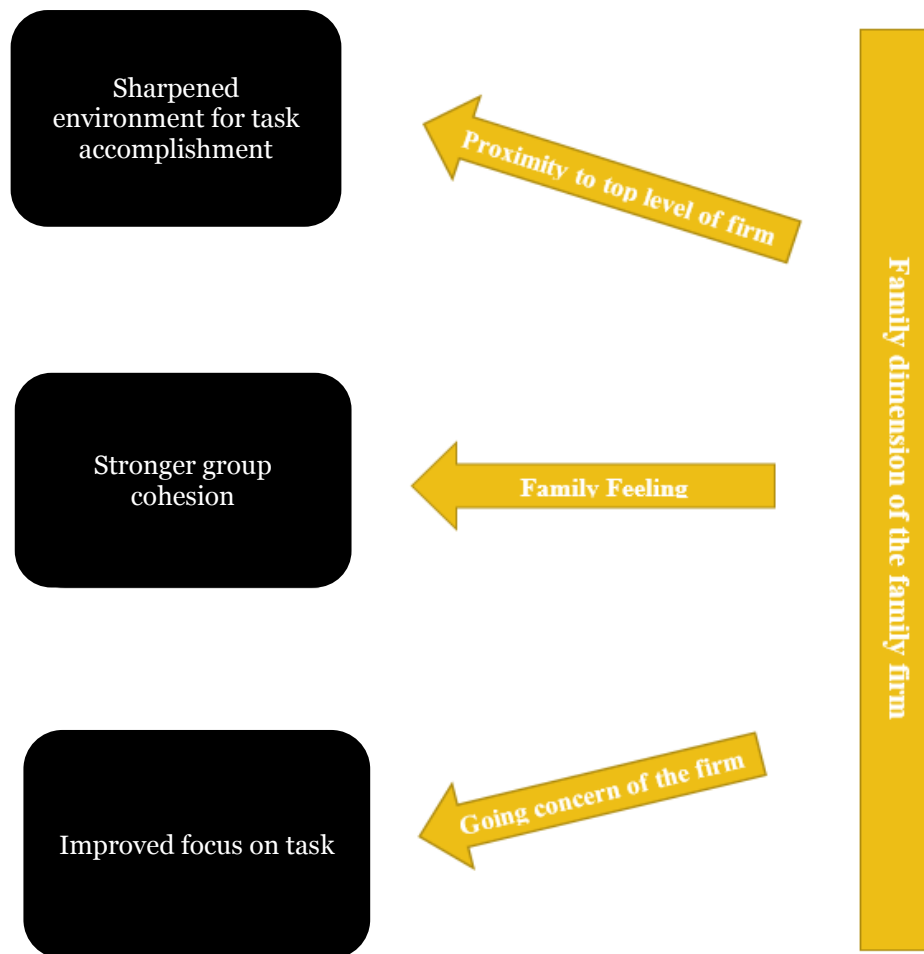 Sharpened
environment for task
accomplishment
Proximity to top level of firm
Family dimension of the family firm
Stronger group
cohesion
Family Feeling
Going concern of the firm
Improved focus on task